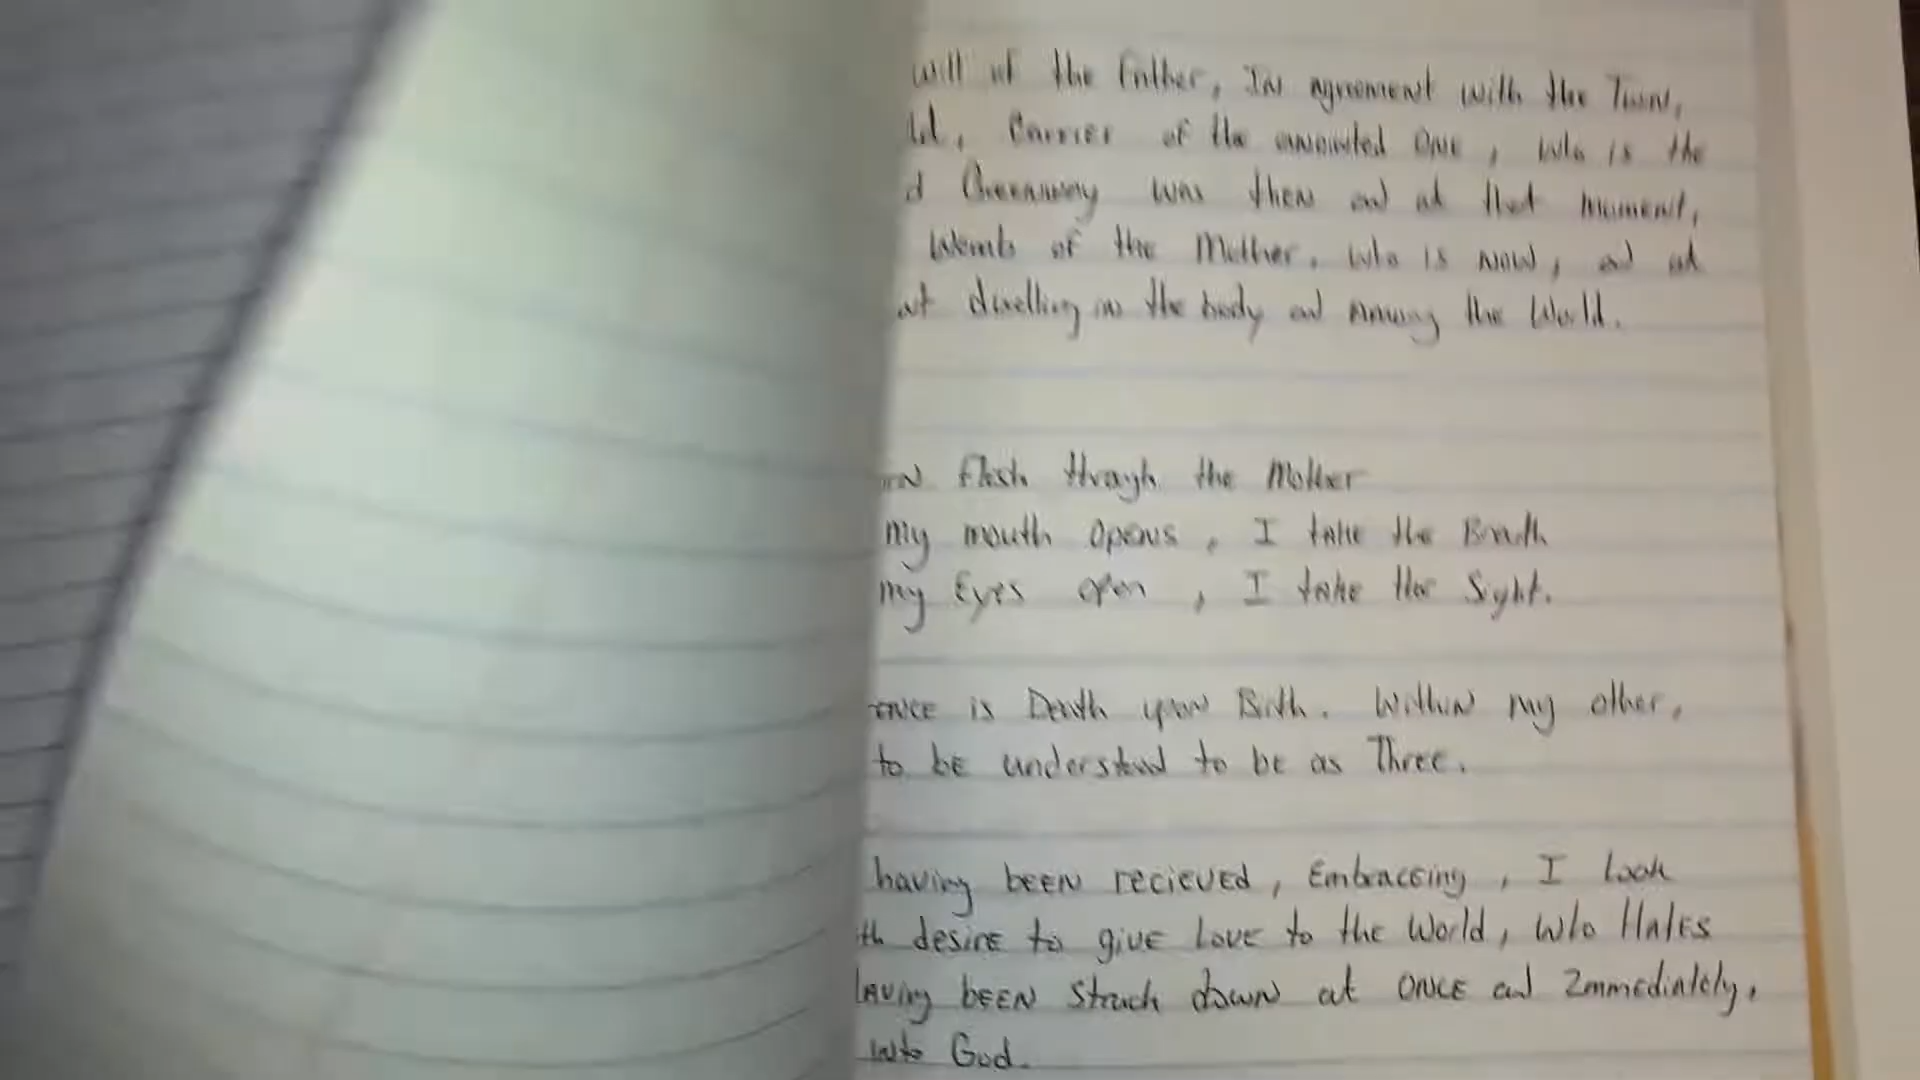 will of the Father, IN agreement with the Twin,
Carrier of the anointed ONE, who is the
Greenaway was then and at that moment,
Womb of the Mother. who is now, and at
at dwelling in the body and Among the World.
flesh through the Mother
my mouth opens, I take the Breath
my Eyes open, I take the Sight.
is Death upon Birth. Within my other,
to be understood to be as Three.
having been recieved, Embraceing, I Look
desire to give Love to the World, who Hates
been Struck down at ONCE and Immediately,
into God.